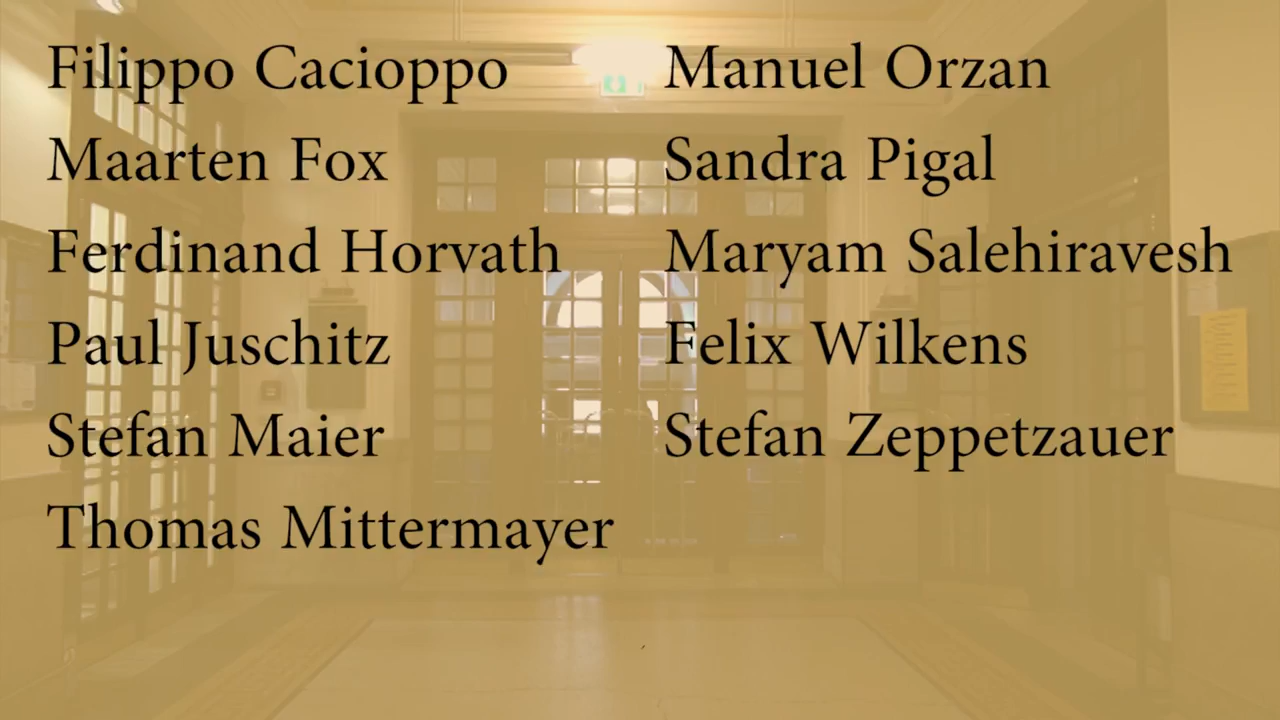 Filippo Cacioppo
Maarten Fox
Ferdinand Horvath
Paul Juschitz
Stefan Maier
Thomas Mittermayer
Manuel Orzan
Sandra Pigal
Maryam Salehiravesh
Felix Wilkens
Stefan Zeppetzauer